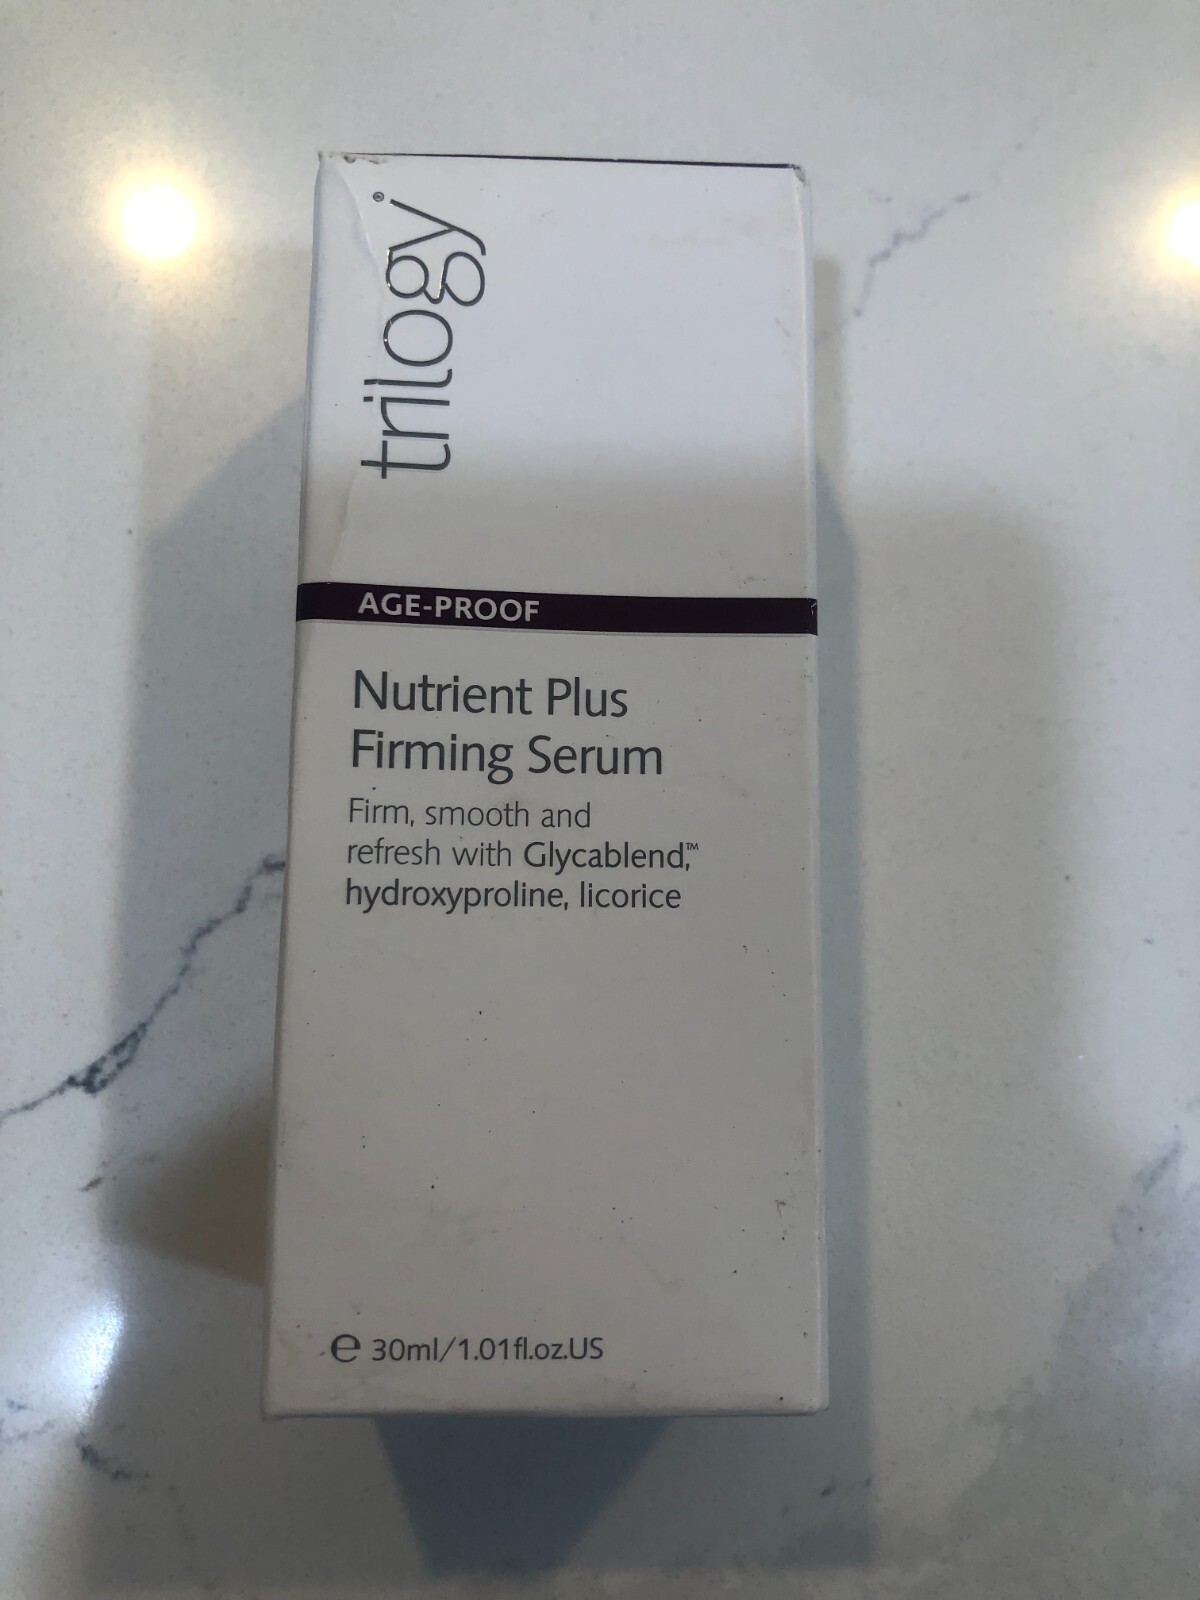 trilogy®
AGE-PROOF
Nutrient Plus
Firming Serum
Firm, smooth and
refresh with Glycablend,™
hydroxyproline, licorice
℮ 30ml/1.01fl.oz.US